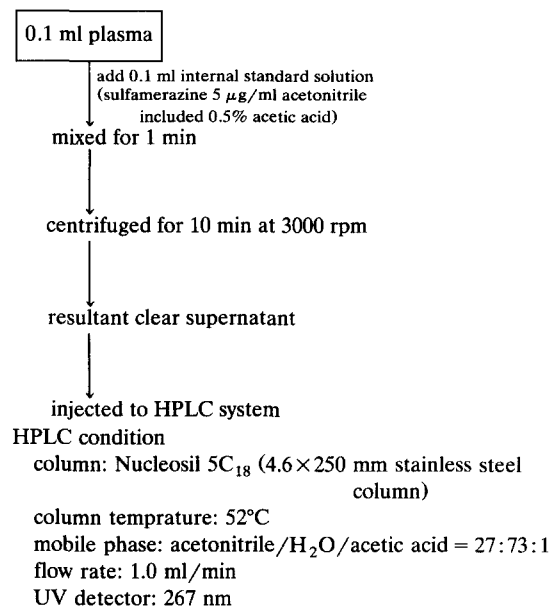 0.1 ml plasma
add 0.1 ml internal standard solution
(sulfamerazine 5 μg/ml acetonitrile
included 0.5% acetic acid)
mixed for 1 min
centrifuged for 10 min at 3000 rpm
resultant clear supernatant
injected to HPLC system
HPLC condition
column: Nucleosil 5C₁₈ (4.6×250 mm stainless steel
column)
column temprature: 52°C
mobile phase: acetonitrile/H₂O/acetic acid = 27:73:1
flow rate: 1.0 ml/min
UV detector: 267 nm